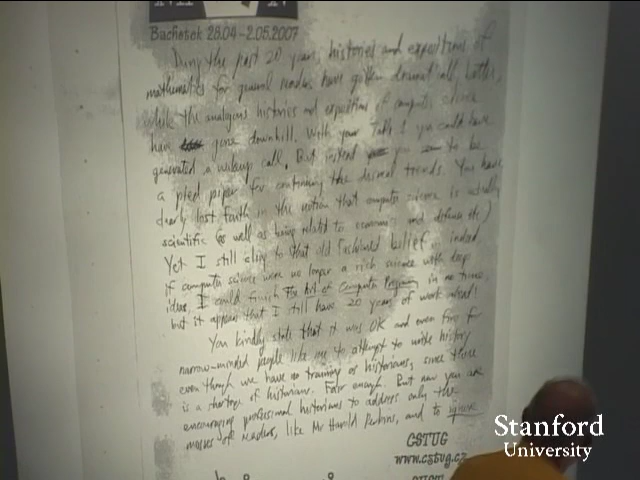 Bachotek 28.04-2.05.2007
During the past 20 years, histories and expositions of
mathematics for general readers have gotten dramatically better,
while the analogous histories and expositions of computer science
have gone downhill. With your Table 1 you could have
generated a wakeup call. But instead you to be
a pied piper for continuing the dismal trends. You have
clearly lost faith in the notion that computer science is actually
scientific (as well as being related to economics and defense etc)
Yet I still cling to that old fashioned belief. indeed,
if computer science were no longer a rich science with deep
ideas, I could finish The Art of Computer Program in no time,
but it appears that I still have 20 years of work ahead!
You kindly state that it was OK and even fine for
narrow-minded people like me to attempt to write history
even though we have no training as historians, since there
is a shortage of historians. Fair enough. But now you are
encouraging professional historians to address only the
masses of readers, like Mr Harold Perkins, and to ignore
CSTUG
www.cstug.cz
Stanford
University